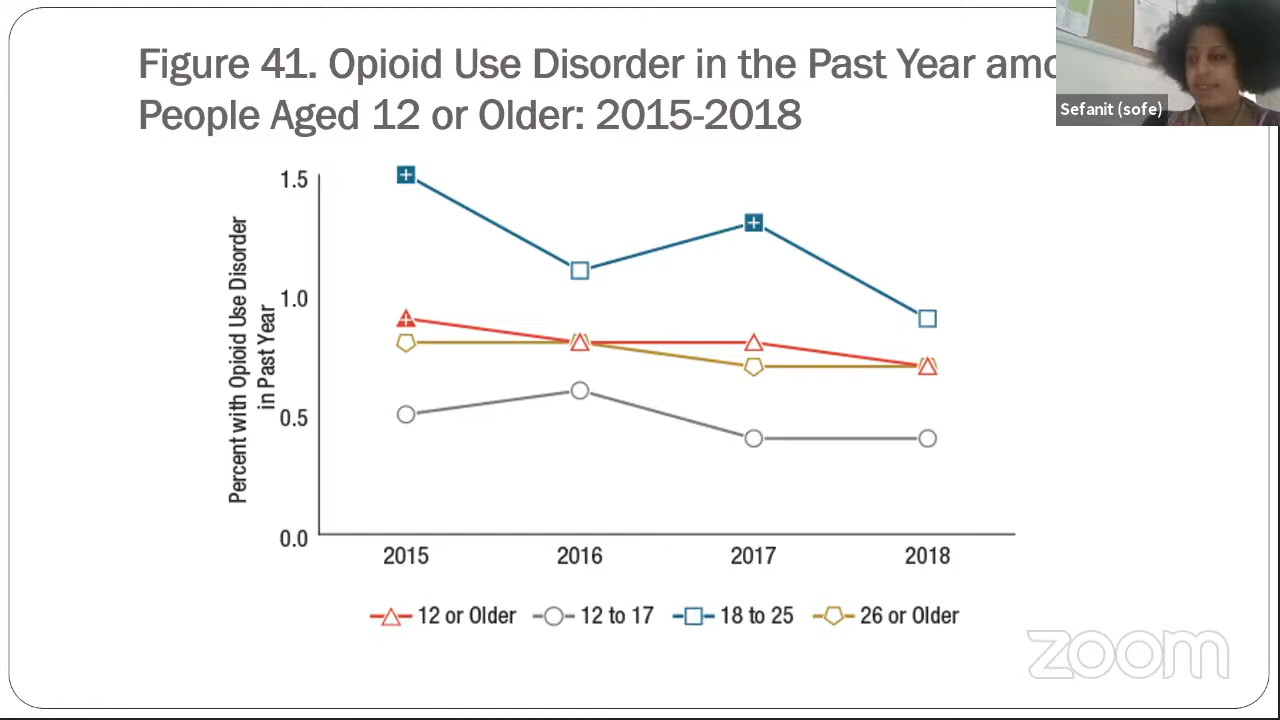 Figure 41. Opioid Use Disorder in the Past Year amo
People Aged 12 or Older: 2015-2018
Sefanit (sofe)
Percent with Opioid Use Disorder
in Past Year
1.5
1.0
0.5
0.0
2015 2016 2017 2018
12 or Older 12 to 17 18 to 25 26 or Older
zoom